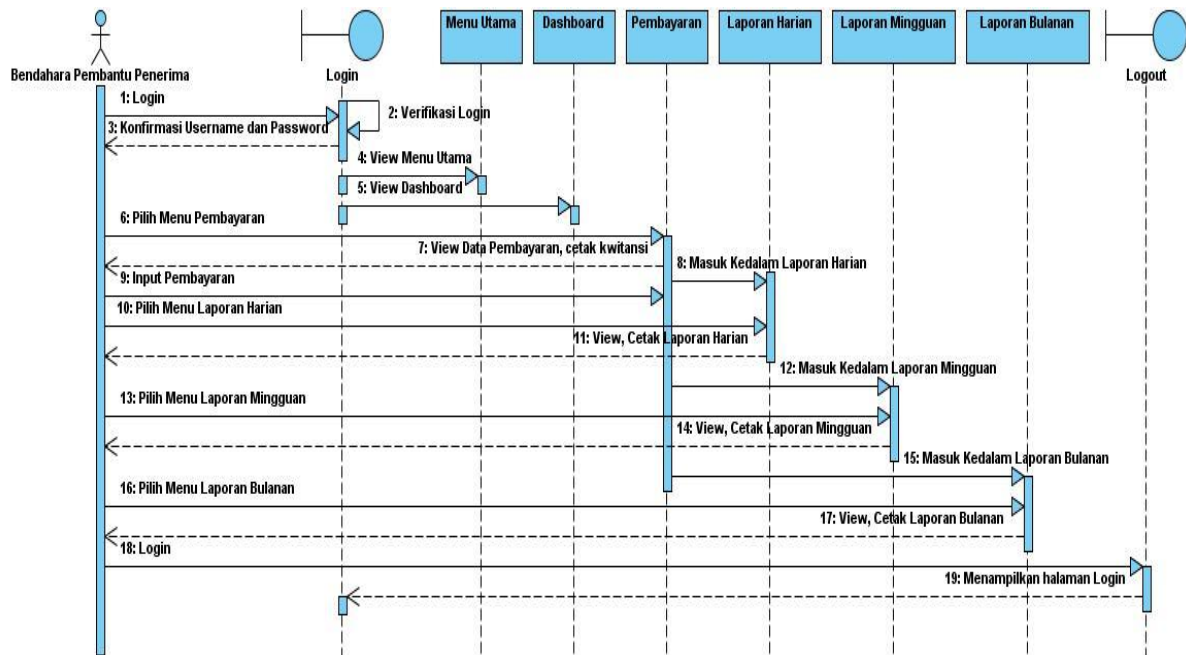 Menu Utama
Dashboard
Pembayaran
Laporan Harian
Laporan Mingguan
Laporan Bulanan
Bendahara Pembantu Penerima
Login
Logout
1: Login
2: Verifikasi Login
3: Konfirmasi Username dan Password
4: View Menu Utama
5: View Dashboard
6: Pilih Menu Pembayaran
7: View Data Pembayaran, cetak kwitansi
8: Masuk Kedalam Laporan Harian
9: Input Pembayaran
10: Pilih Menu Laporan Harian
11: View, Cetak Laporan Harian
12: Masuk Kedalam Laporan Mingguan
13: Pilih Menu Laporan Mingguan
14: View, Cetak Laporan Mingguan
15: Masuk Kedalam Laporan Bulanan
16: Pilih Menu Laporan Bulanan
17: View, Cetak Laporan Bulanan
18: Login
19: Menampilkan halaman Login